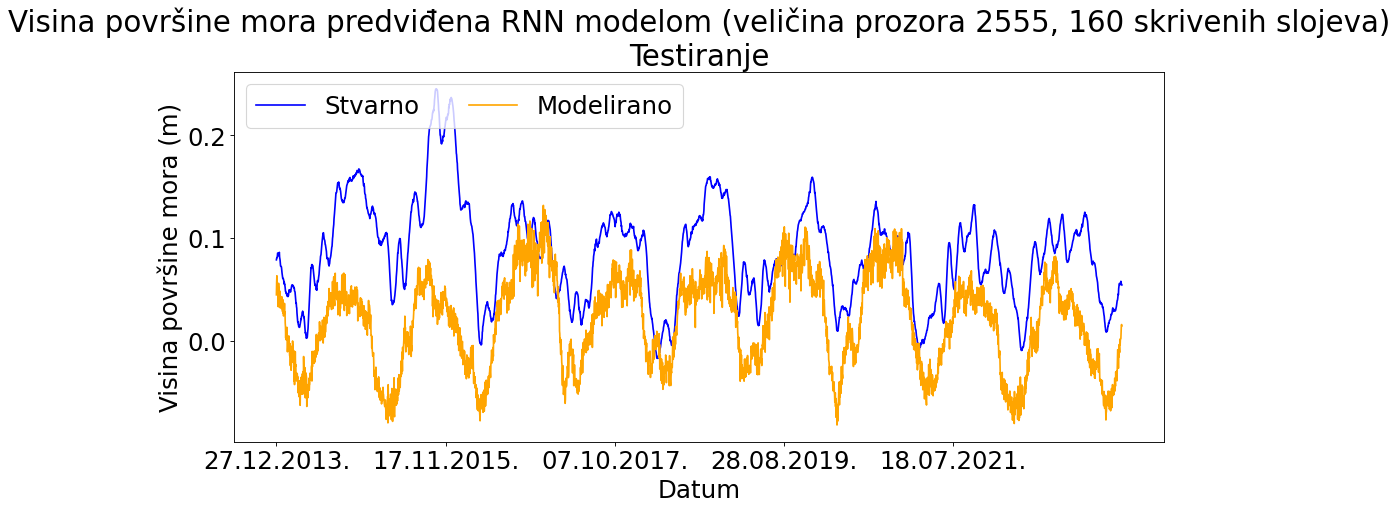 Visina površine mora predviđena RNN modelom (veličina prozora 2555, 160 skrivenih slojeva)
Testiranje
Stvarno Modelirano
Visina površine mora (m)
0.2
0.1
0.0
27.12.2013. 17.11.2015. 07.10.2017. 28.08.2019. 18.07.2021.
Datum